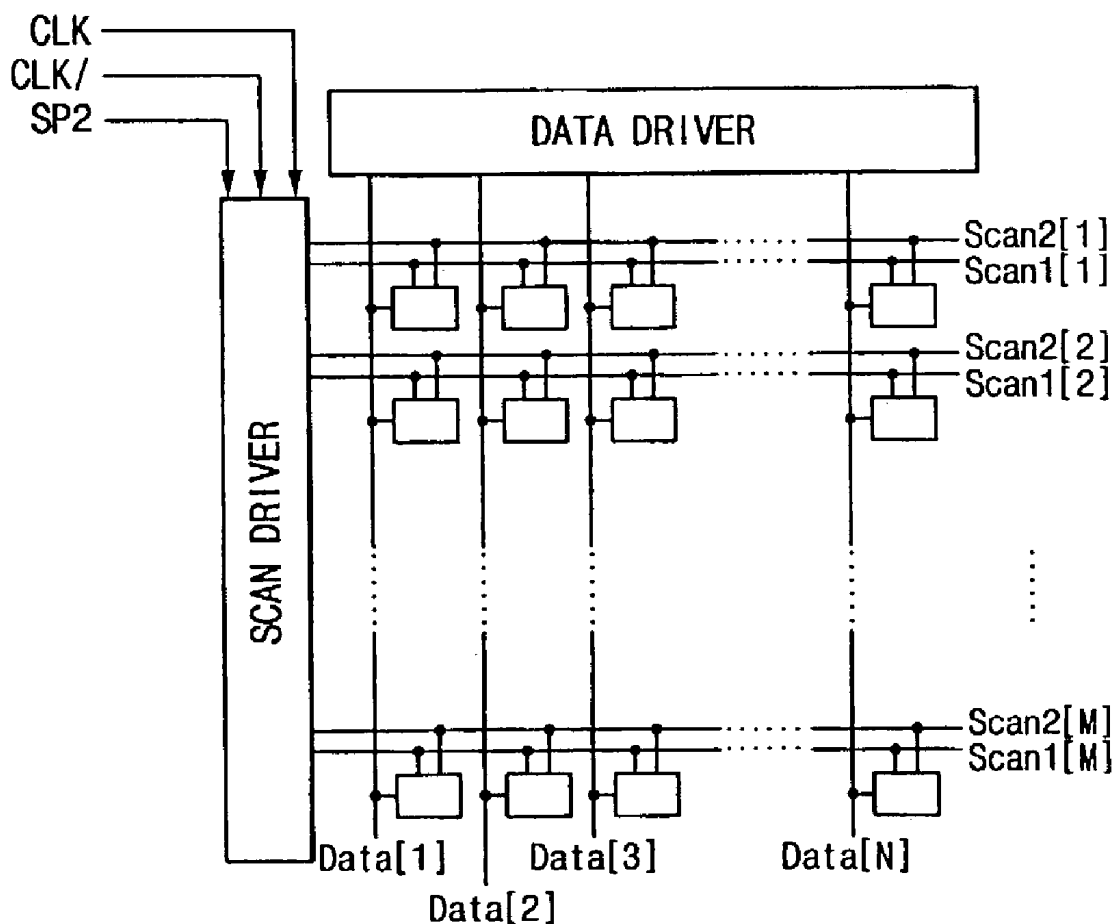 CLK
CLK/
SP2
DATA DRIVER
SCAN DRIVER
Scan2[1]
Scan1[1]
Scan2[2]
Scan1[2]
Scan2[M]
Scan1[M]
Data[1]
Data[2]
Data[3]
Data[N]